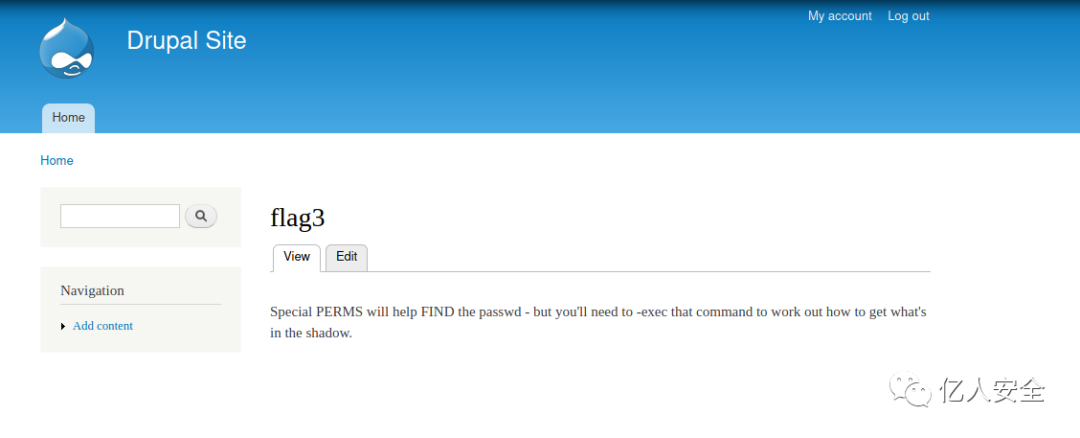 My account Log out
Drupal Site
Home
Home
flag3
View Edit
Navigation
Add content
Special PERMS will help FIND the passwd - but you'll need to -exec that command to work out how to get what's
in the shadow.
亿人安全